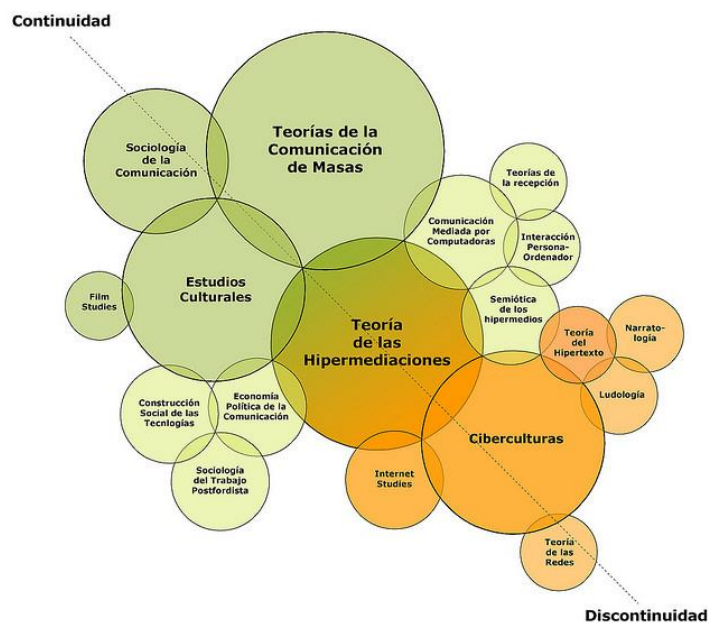 Continuidad
Teorías de la
Comunicación
de Masas
Sociología
de la
Comunicación
Teorías de
la recepción
Comunicación
Mediada por
Computadoras
Interacción
Persona-
Ordenador
Estudios
Culturales
Film
Studies
Semiótica
de los
hipermedios
Teoría
de las
Hipermediaciones
Teoría
del
Hipertexto
Narrato-
logía
Ludología
Construcción
Social de las
Tecnlogías
Economía
Política de la
Comunicación
Ciberculturas
Sociología
del Trabajo
Postfordista
Internet
Studies
Teoría
de las
Redes
Discontinuidad